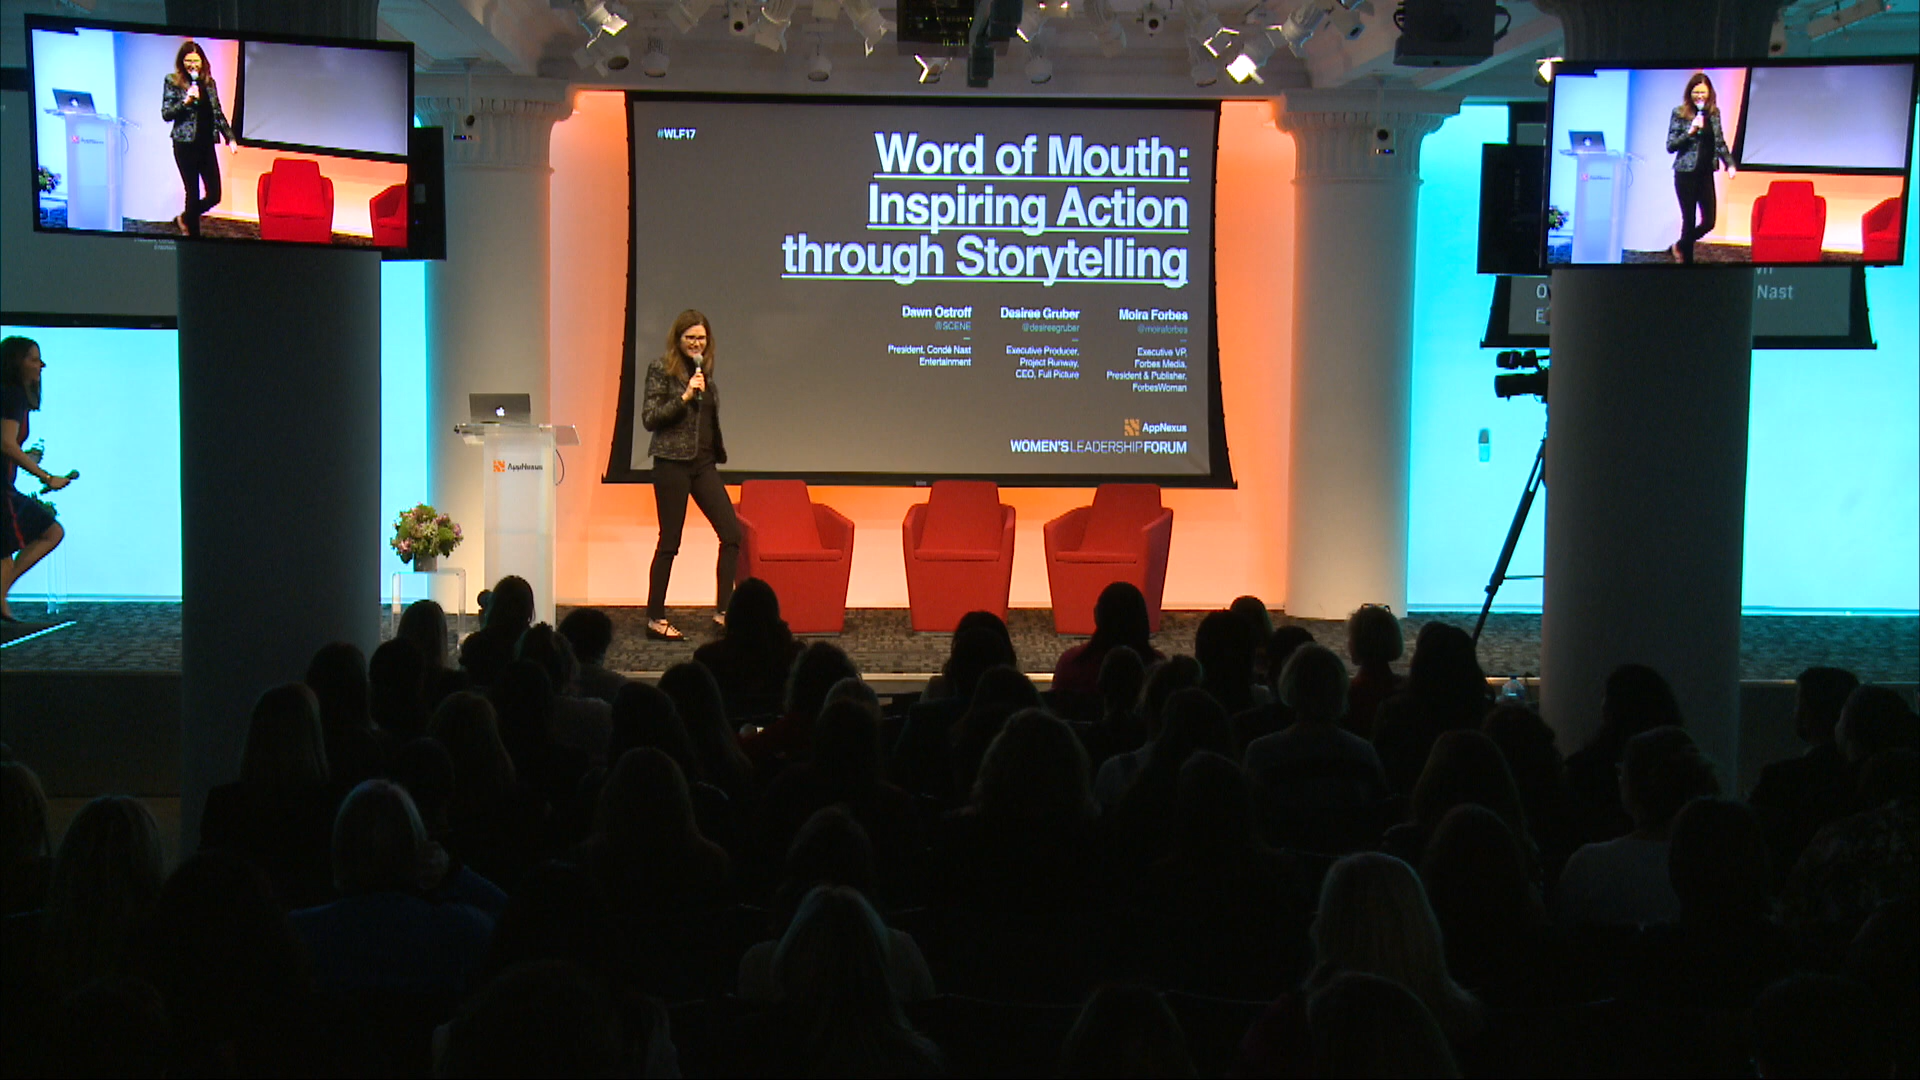 #WLF17
Word of Mouth:
Inspiring Action
through Storytelling
Dawn Ostroff
@SCENE
President, Condé Nast
Entertainment
Desiree Gruber
@desireegruber
Executive Producer,
Project Runway,
CEO, Full Picture
Moira Forbes
@moiraforbes
Executive VP,
Forbes Media,
President & Publisher,
ForbesWoman
AppNexus
WOMEN'S LEADERSHIP FORUM
AppNexus
Nast